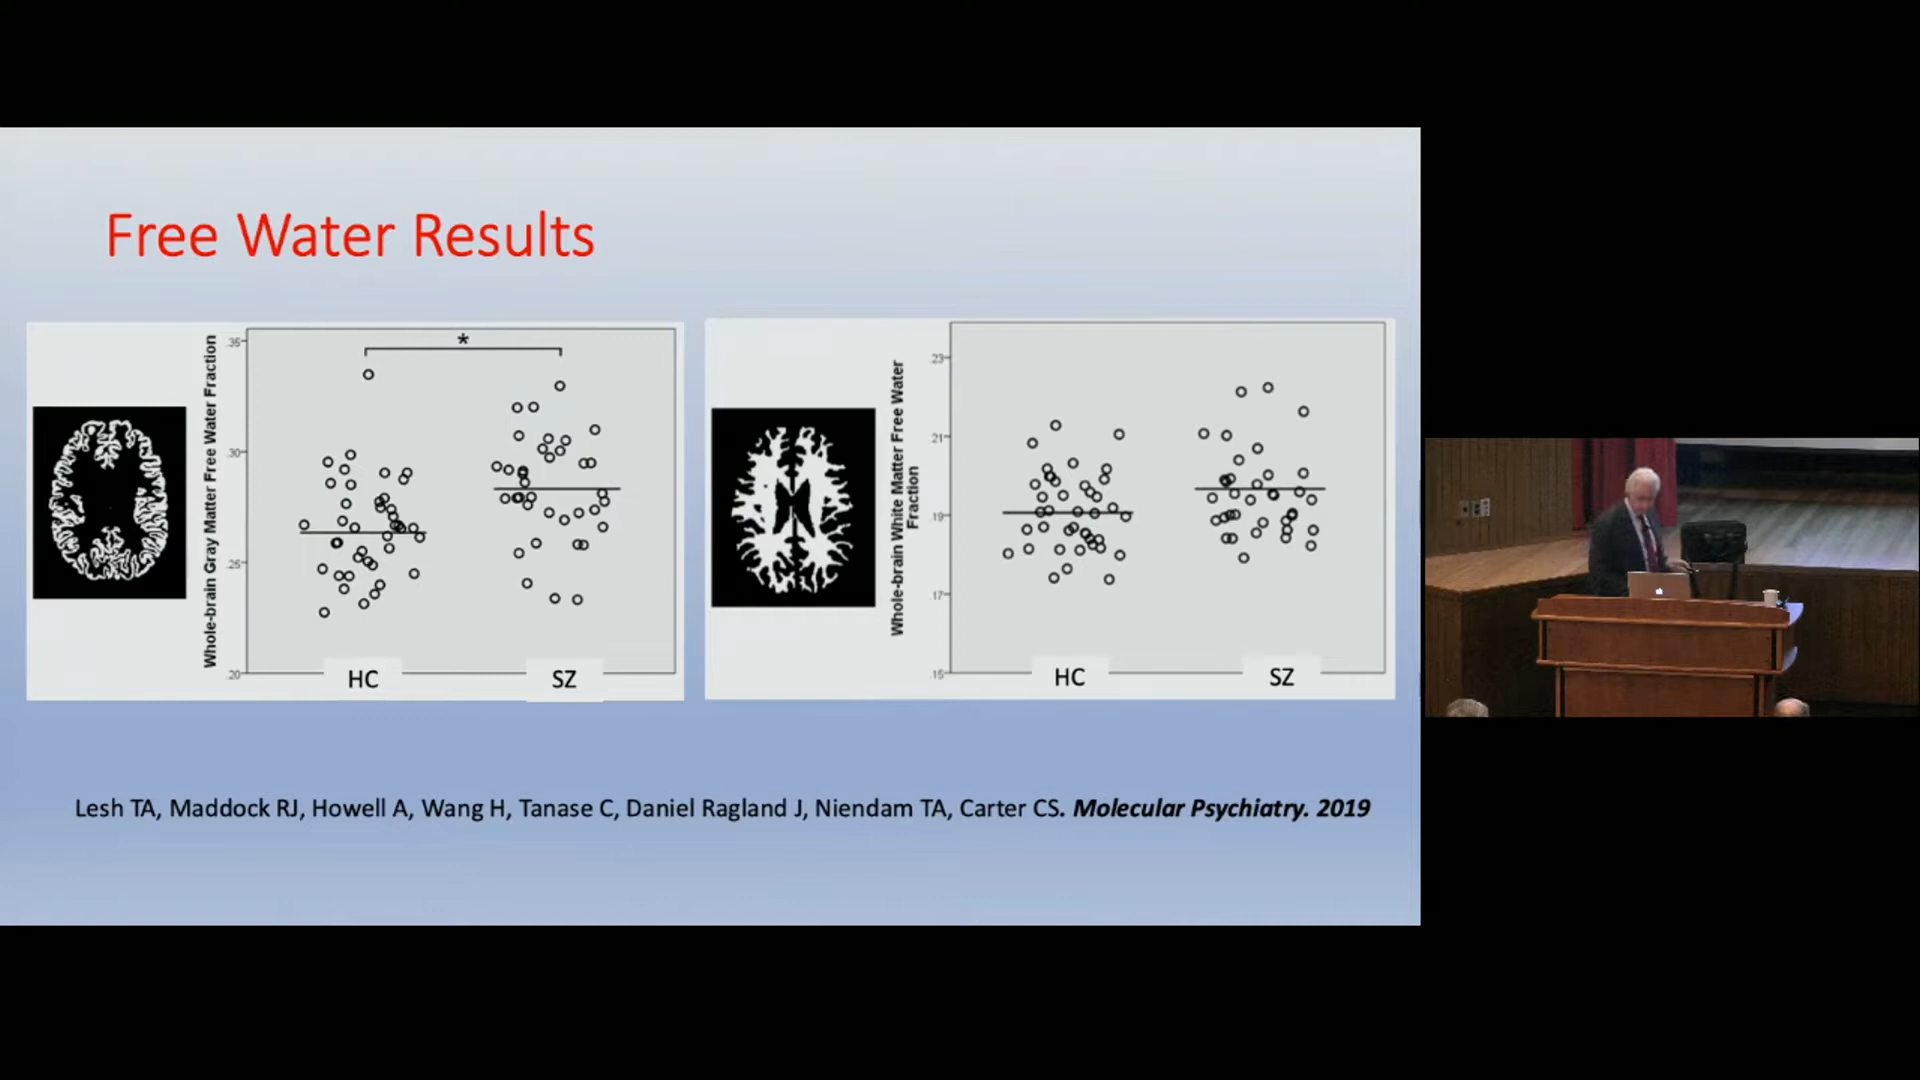 Free Water Results
Whole-brain Gray Matter Free Water Fraction
.35
.30
.25
.20
*
HC
SZ
Whole-brain White Matter Free Water
Fraction
.23
.21
.19
.17
.15
HC
SZ
Lesh TA, Maddock RJ, Howell A, Wang H, Tanase C, Daniel Ragland J, Niendam TA, Carter CS. Molecular Psychiatry. 2019